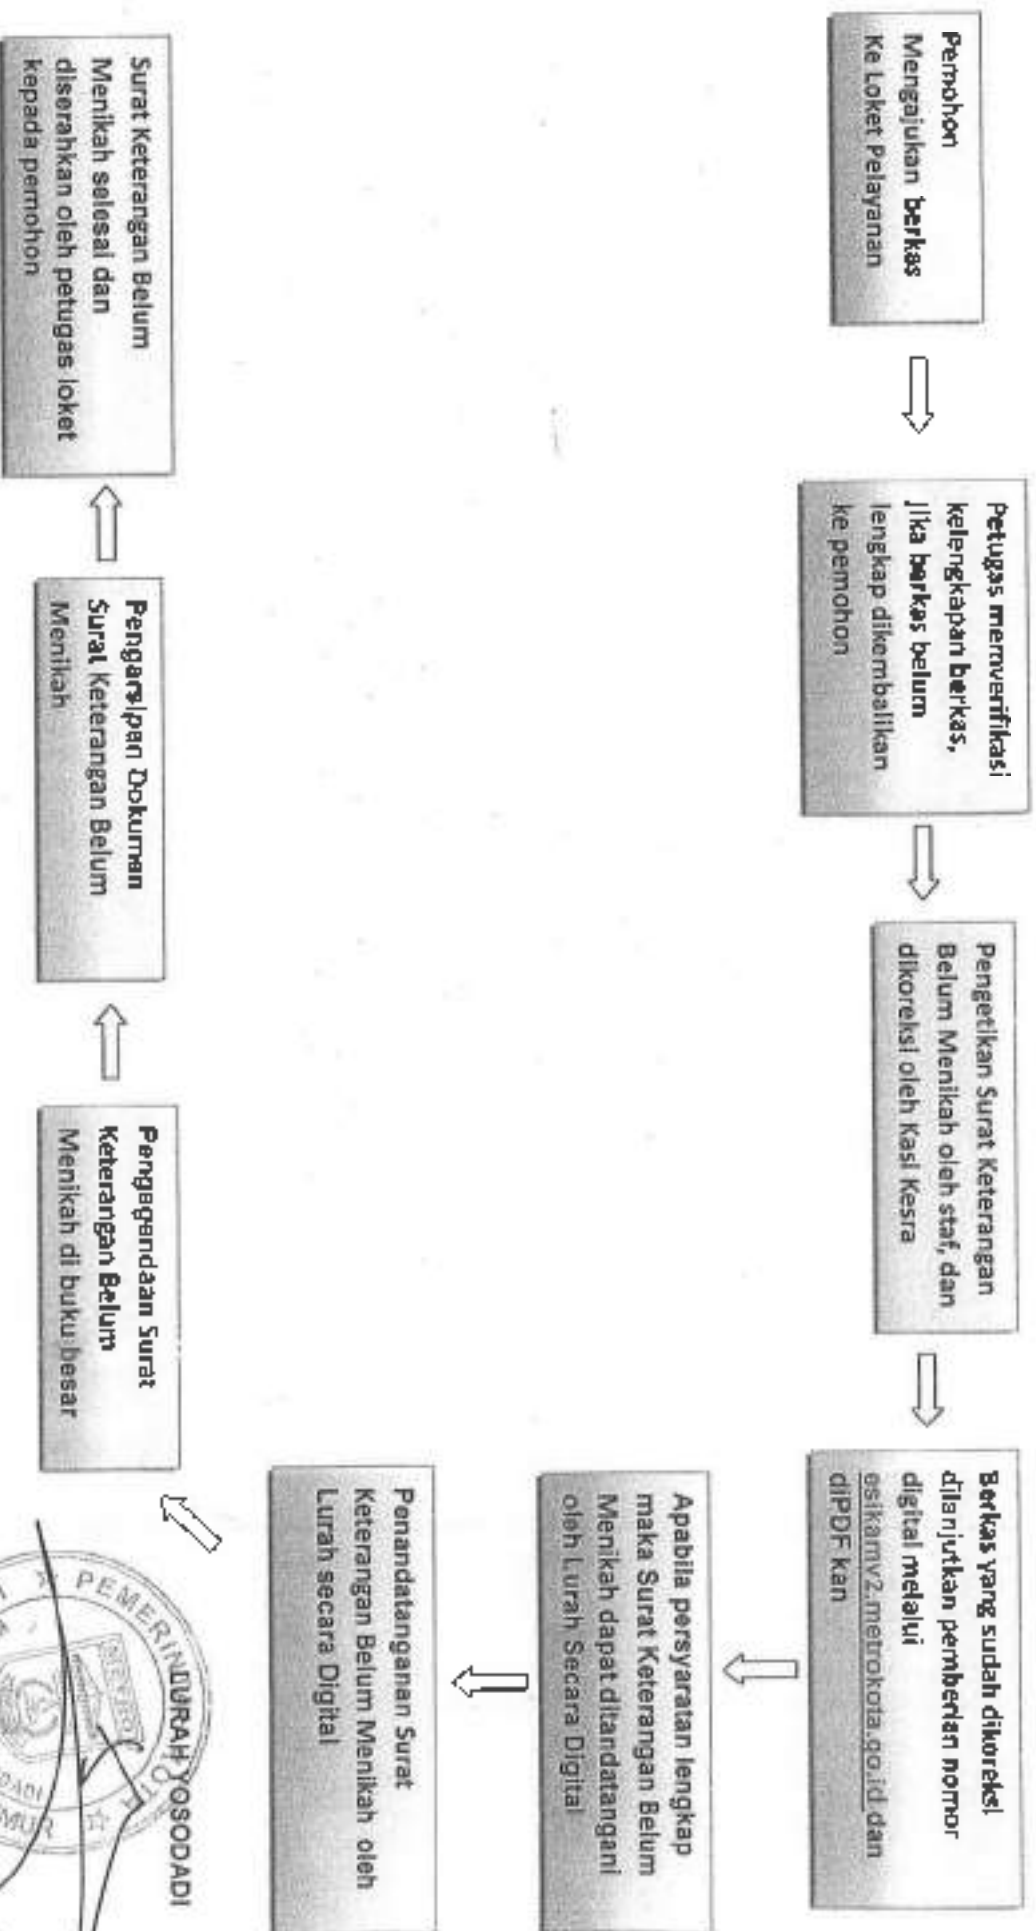 Pemohon
Mengajukan berkas
Ke Loket Pelayanan
Petugas memverifikasi
kelengkapan berkas,
jika berkas belum
lengkap dikembalikan
ke pemohon
Pengetikan Surat Keterangan
Belum Menikah oleh staf, dan
dikoreksi oleh Kasi Kesra
Berkas yang sudah dikoreksi
dilanjutkan pemberian nomor
digital melalui
esikamv2.metrokota.go.id dan
diPDF kan
Apabila persyaratan lengkap
maka Surat Keterangan Belum
Menikah dapat ditandatangani
oleh Lurah Secara Digital
Penandatanganan Surat
Keterangan Belum Menikah oleh
Lurah secara Digital
Pengagendaan Surat
Keterangan Belum
Menikah di buku besar
Pengarsipan Dokuman
Surat Keterangan Belum
Menikah
Surat Keterangan Belum
Menikah selesai dan
diserahkan oleh petugas loket
kepada pemohon
LURAH YOSODADI
PEMERIN
METRO